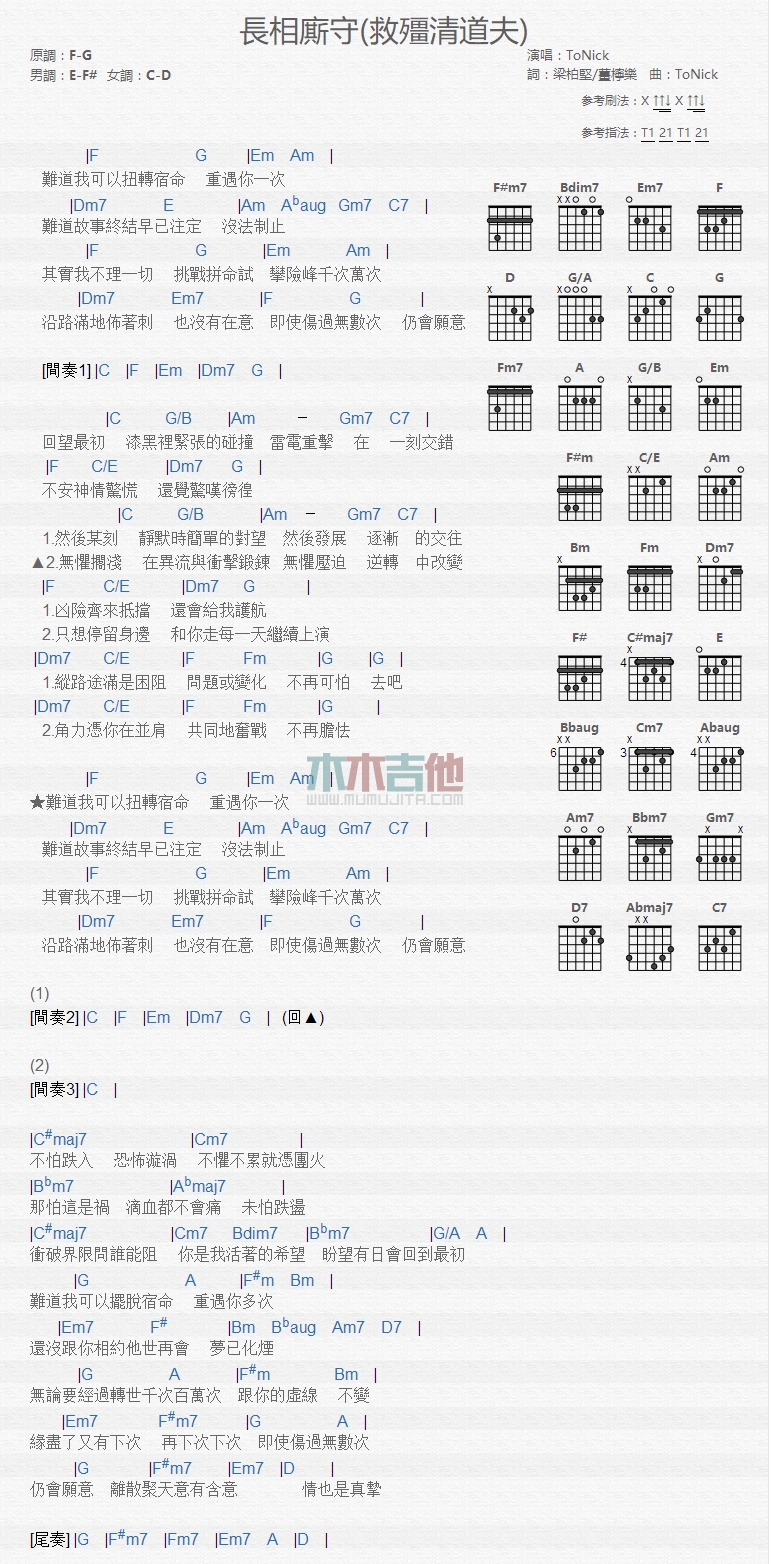 長相廝守(救殭清道夫)
原調：F-G
男調：E-F# 女調：C-D
演唱：ToNick
詞：梁柏堅/薑檸樂 曲：ToNick
參考刷法：X ↑↑↓ X ↑↑↓
參考指法：T1 21 T1 21
|F G |Em Am |
難道我可以扭轉宿命 重遇你一次
|Dm7 E |Am Abaug Gm7 C7 |
難道故事終結早已注定 沒法制止
|F G |Em Am |
其實我不理一切 挑戰拼命試 攀險峰千次萬次
|Dm7 Em7 |F G |
沿路滿地佈著刺 也沒有在意 即使傷過無數次 仍會願意
[間奏1] |C |F |Em |Dm7 G |
|C G/B |Am – Gm7 C7 |
回望最初 漆黑裡緊張的碰撞 雷電重擊 在 一刻交錯
|F C/E |Dm7 G |
不安神情驚慌 還覺驚嘆徬徨
|C G/B |Am – Gm7 C7 |
1.然後某刻 靜默時簡單的對望 然後發展 逐漸 的交往
▲2.無懼擱淺 在異流與衝擊鍛鍊 無懼壓迫 逆轉 中改變
|F C/E |Dm7 G |
1.凶險齊來抵擋 還會給我護航
2.只想停留身邊 和你走每一天繼續上演
|Dm7 C/E |F Fm |G |G |
1.縱路途滿是困阻 問題或變化 不再可怕 去吧
|Dm7 C/E |F Fm |G |
2.角力憑你在並肩 共同地奮戰 不再膽怯
|F G |Em Am |
★難道我可以扭轉宿命 重遇你一次
|Dm7 E |Am Abaug Gm7 C7 |
難道故事終結早已注定 沒法制止
|F G |Em Am |
其實我不理一切 挑戰拼命試 攀險峰千次萬次
|Dm7 Em7 |F G |
沿路滿地佈著刺 也沒有在意 即使傷過無數次 仍會願意
(1)
[間奏2] |C |F |Em |Dm7 G | (回▲)
(2)
[間奏3] |C |
|C#maj7 |Cm7 |
不怕跌入 恐怖漩渦 不懼不累就憑團火
|Bbm7 |Abmaj7 |
那怕這是禍 滴血都不會痛 未怕跌盪
|C#maj7 |Cm7 Bdim7 |Bbm7 |G/A A |
衝破界限問誰能阻 你是我活著的希望 盼望有日會回到最初
|G A |F#m Bm |
難道我可以擺脫宿命 重遇你多次
|Em7 F# |Bm Bbaug Am7 D7 |
還沒跟你相約他世再會 夢已化煙
|G A |F#m Bm |
無論要經過轉世千次百萬次 跟你的虛線 不變
|Em7 F#m7 |G A |
緣盡了又有下次 再下次下次 即使傷過無數次
|G |F#m7 |Em7 |D |
仍會願意 離散聚天意有含意 情也是真摯
[尾奏] |G |F#m7 |Fm7 |Em7 A |D |
F#m7 Bdim7 Em7 F
D G/A C G
Fm7 A G/B Em
F#m C/E Am
Bm Fm Dm7
F# C#maj7 E
4
Bbaug Cm7 Abaug
6 3 4
Am7 Bbm7 Gm7
D7 Abmaj7 C7
木木吉他
WWW.MUMUJITA.COM